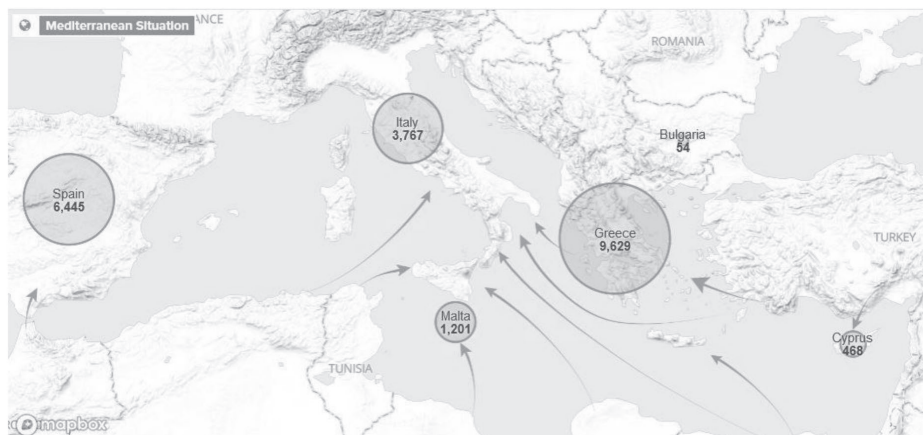 Mediterranean Situation
ANCE
ROMANIA
Italy
3,767
Bulgaria
54
Spain
6,445
Greece
9,629
TURKEY
Malta
1,201
Cyprus
468
TUNISIA
mapbox